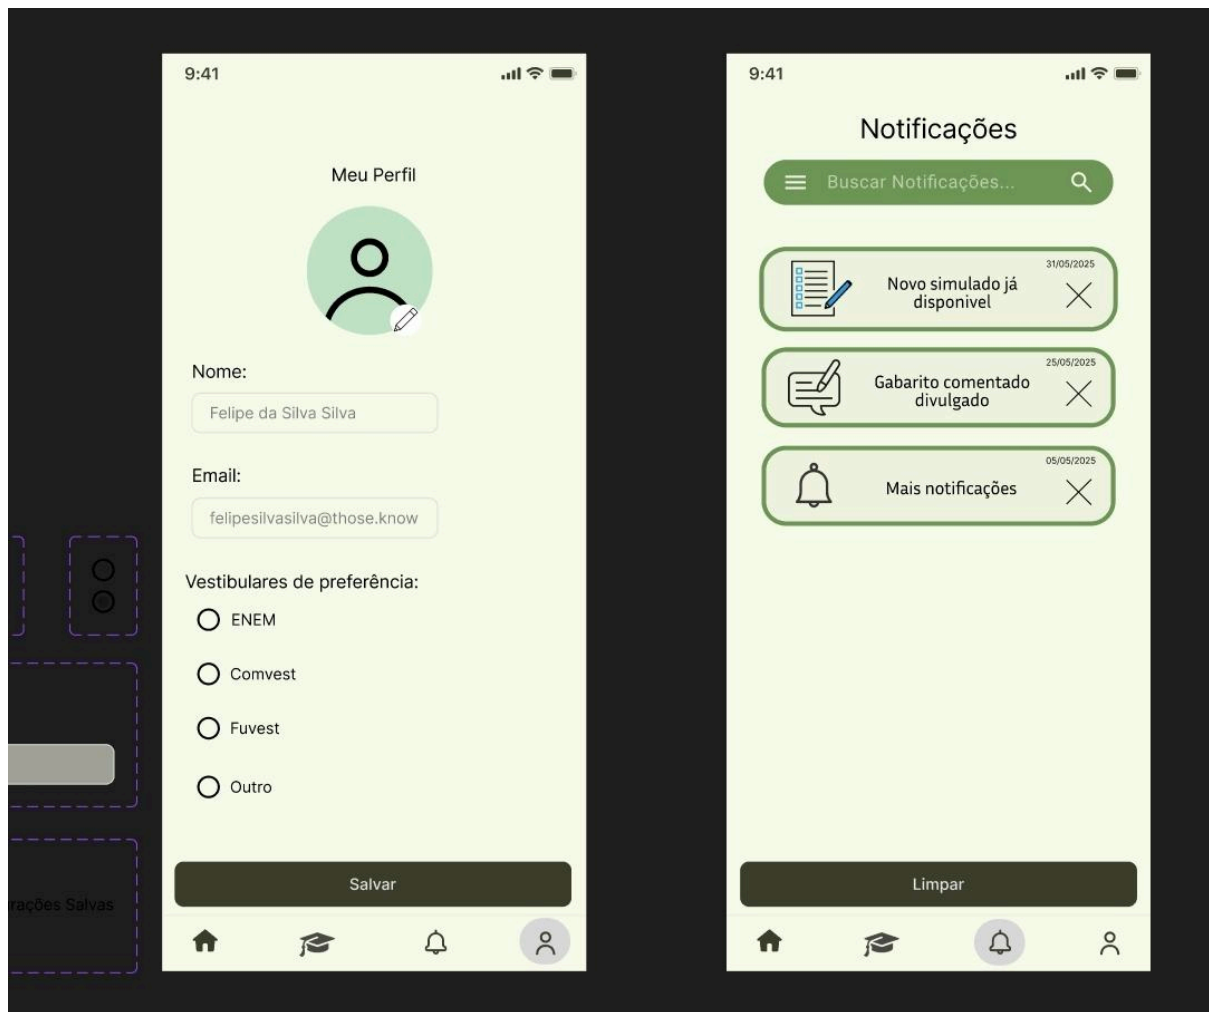 9:41
Meu Perfil
Nome:
Felipe da Silva Silva
Email:
felipesilvasilva@those.know
Vestibulares de preferência:
ENEM
Comvest
Fuvest
Outro
Salvar
9:41
Notificações
Buscar Notificações...
31/05/2025
Novo simulado já
disponivel
25/05/2025
Gabarito comentado
divulgado
05/05/2025
Mais notificações
Limpar
Salvas